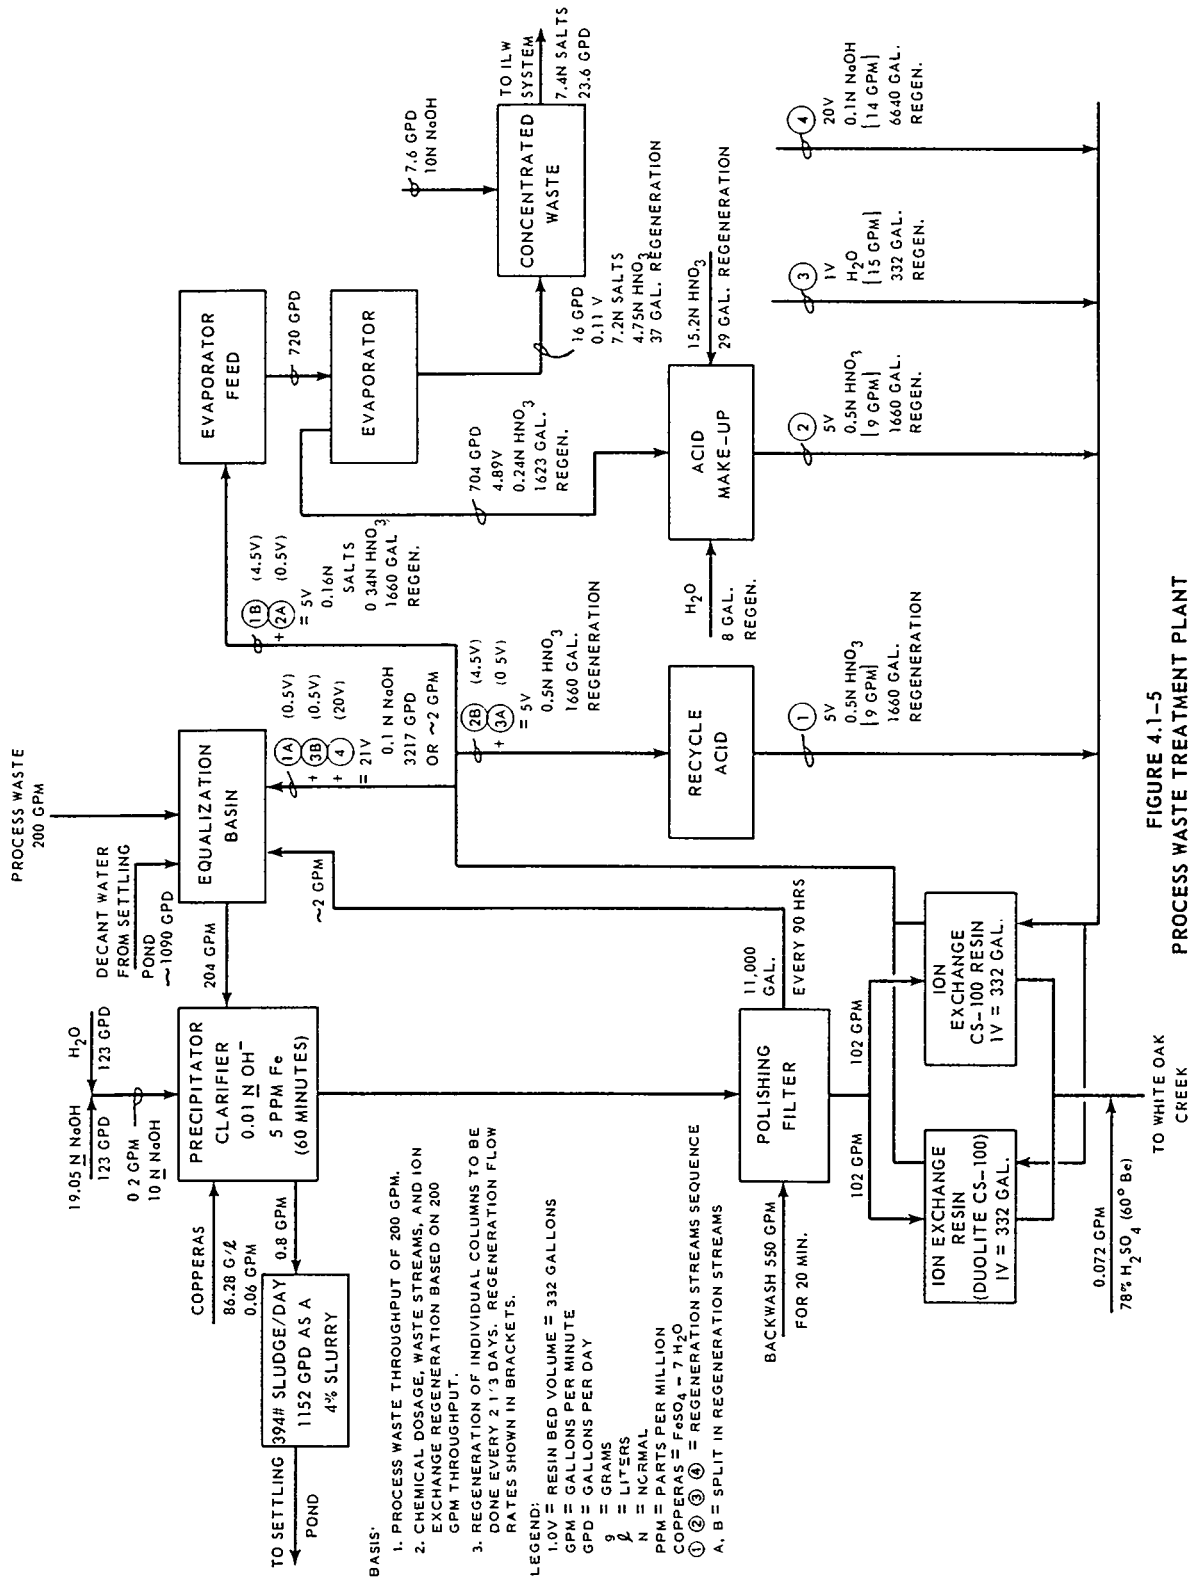 PROCESS WASTE
200 GPM
DECANT WATER
FROM SETTLING
POND
~1090 GPD
EQUALIZATION
BASIN
204 GPM
~2 GPM
19.05 N NaOH
123 GPD
H2O
123 GPD
0 2 GPM
10 N NaOH
COPPERAS
86.28 G/ℓ
0.06 GPM
PRECIPITATOR
CLARIFIER
0.01 N OH−
5 PPM Fe
(60 MINUTES)
0.8 GPM
394# SLUDGE/DAY
1152 GPD AS A
4% SLURRY
TO SETTLING
POND
1A (0.5V)
+ 3B (0.5V)
+ 4 (20V)
= 21V
0.1 N NaOH
3217 GPD
OR ~2 GPM
1B (4.5V)
+ 2A (0.5V)
= 5V
0.16N
SALTS
0 34N HNO3
1660 GAL
REGEN.
EVAPORATOR
FEED
720 GPD
EVAPORATOR
704 GPD
4.89V
0.24N HNO3
1623 GAL.
REGEN.
16 GPD
0.11 V
7.2N SALTS
4.75N HNO3
37 GAL. REGENERATION
7.6 GPD
10N NaOH
CONCENTRATED
WASTE
TO ILW
SYSTEM
7.4N SALTS
23.6 GPD
2B (4.5V)
+ 3A (0 5V)
= 5V
0.5N HNO3
1660 GAL.
REGENERATION
RECYCLE
ACID
H2O
8 GAL.
REGEN.
ACID
MAKE-UP
15.2N HNO3
29 GAL. REGENERATION
1
5V
0.5N HNO3
[9 GPM]
1660 GAL.
REGENERATION
2
5V
0.5N HNO3
[9 GPM]
1660 GAL.
REGEN.
3
1V
H2O
[15 GPM]
332 GAL.
REGEN.
4
20V
0.1N NaOH
[14 GPM]
6640 GAL.
REGEN.
BACKWASH 550 GPM
FOR 20 MIN.
POLISHING
FILTER
11,000
GAL.
EVERY 90 HRS
102 GPM
102 GPM
ION EXCHANGE
RESIN
(DUOLITE CS-100)
IV = 332 GAL.
ION
EXCHANGE
CS-100 RESIN
IV = 332 GAL.
0.072 GPM
78% H2SO4 (60° Be)
TO WHITE OAK
CREEK
BASIS·
1. PROCESS WASTE THROUGHPUT OF 200 GPM.
2. CHEMICAL DOSAGE, WASTE STREAMS, AND ION
EXCHANGE REGENERATION BASED ON 200
GPM THROUGHPUT.
3. REGENERATION OF INDIVIDUAL COLUMNS TO BE
DONE EVERY 2 1/3 DAYS. REGENERATION FLOW
RATES SHOWN IN BRACKETS.
LEGEND:
1.0V = RESIN BED VOLUME = 332 GALLONS
GPM = GALLONS PER MINUTE
GPD = GALLONS PER DAY
g = GRAMS
ℓ = LITERS
N = NORMAL
PPM = PARTS PER MILLION
COPPERAS = FeSO4 – 7 H2O
① ② ③ ④ = REGENERATION STREAMS SEQUENCE
A, B = SPLIT IN REGENERATION STREAMS
FIGURE 4.1-5
PROCESS WASTE TREATMENT PLANT